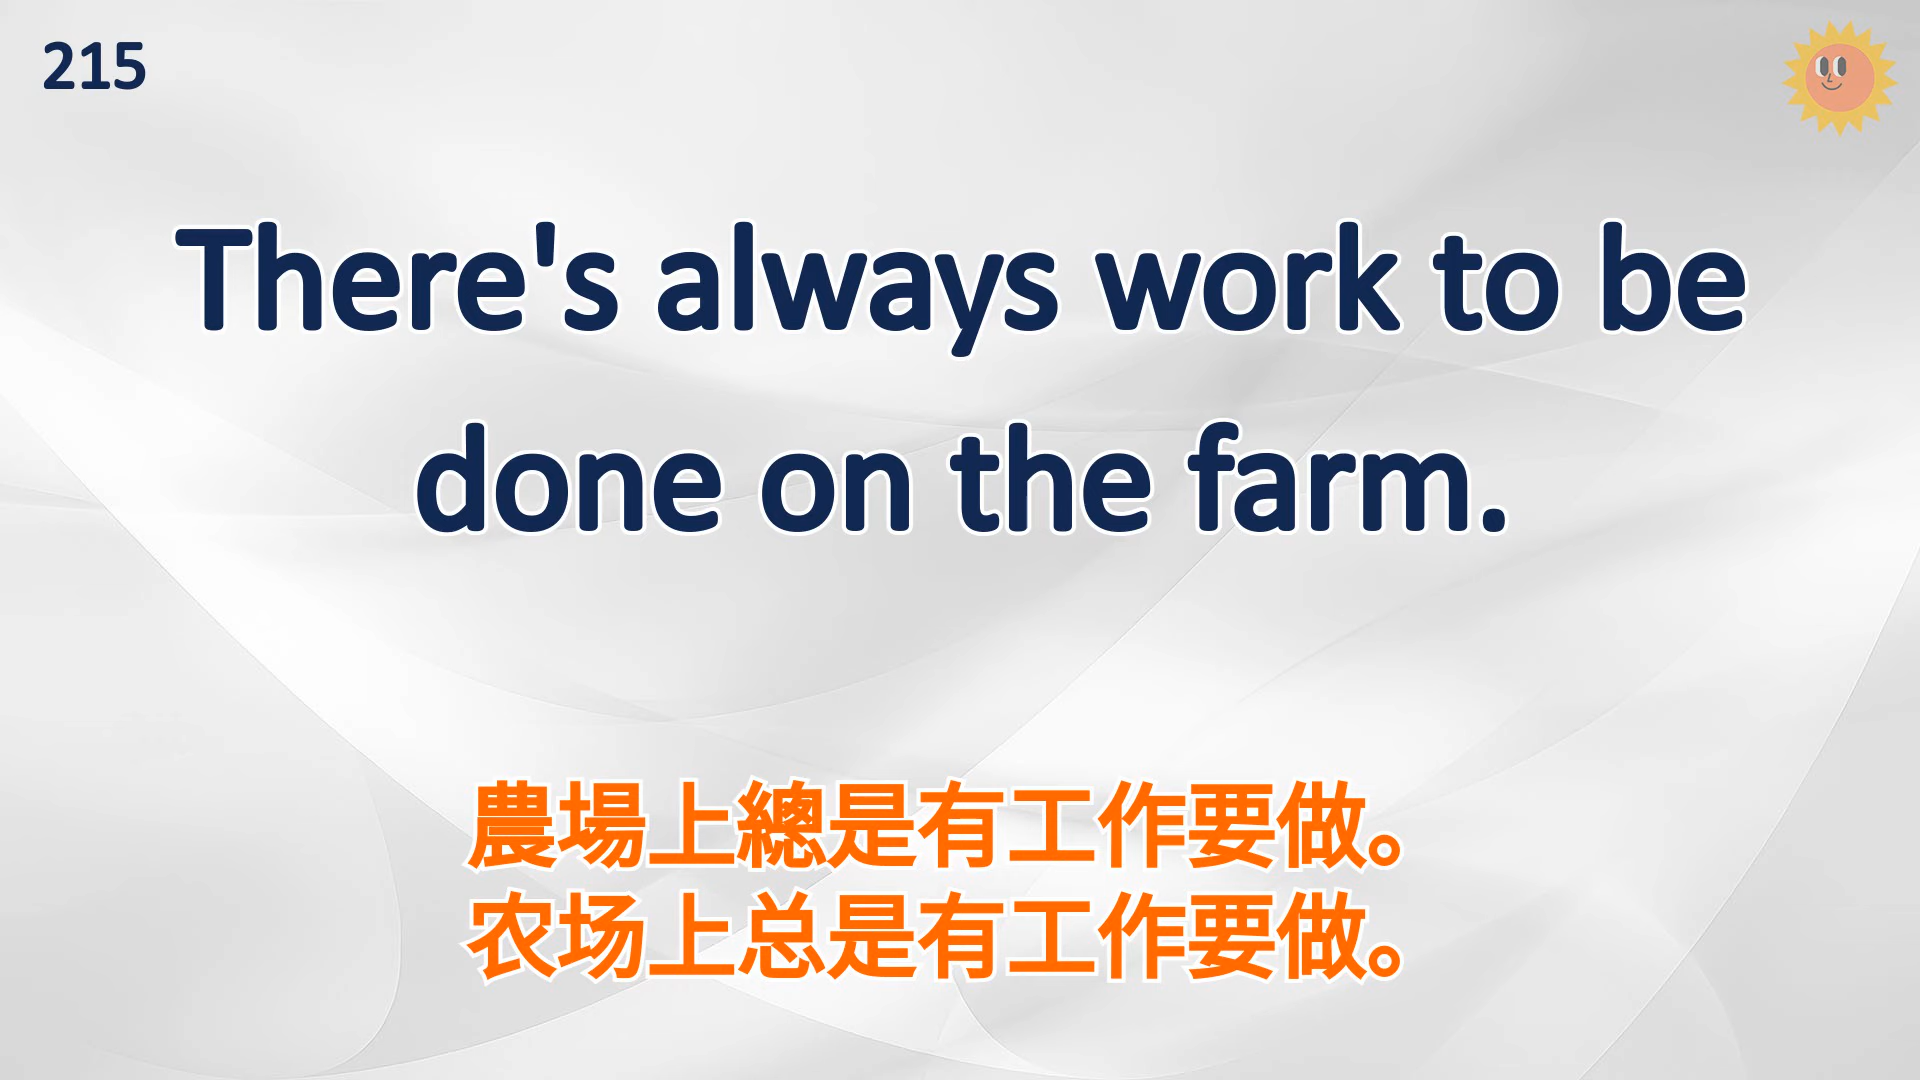 215
There's always work to be
done on the farm.
農場上總是有工作要做。
农场上总是有工作要做。